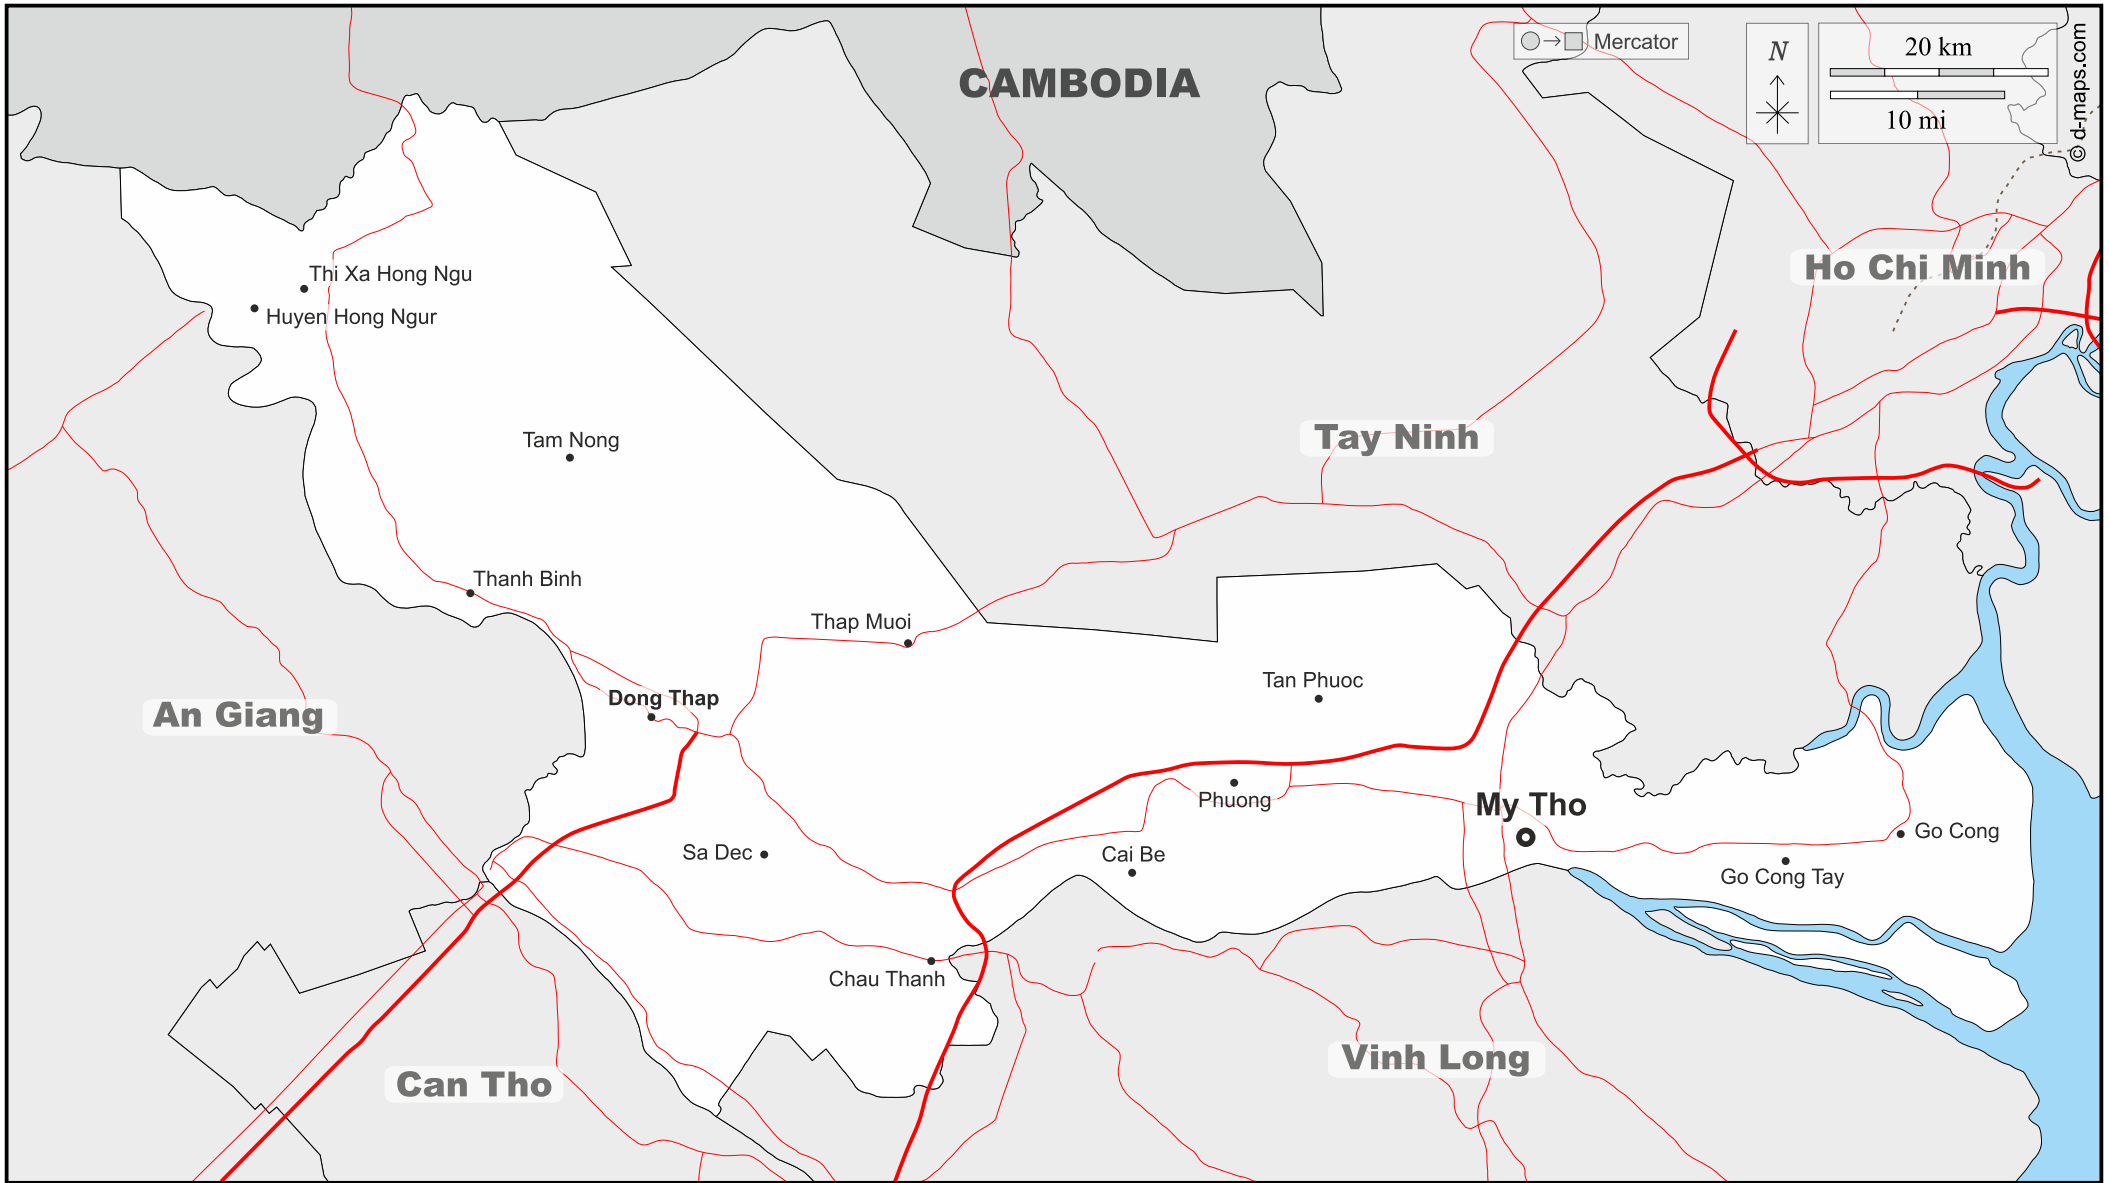 CAMBODIA
Mercator
N
20 km
10 mi
© d-maps.com
Ho Chi Minh
Thi Xa Hong Ngu
Huyen Hong Ngur
Tam Nong
Tay Ninh
Thanh Binh
Thap Muoi
Tan Phuoc
Dong Thap
An Giang
Phuong
My Tho
Go Cong
Sa Dec
Cai Be
Go Cong Tay
Chau Thanh
Vinh Long
Can Tho